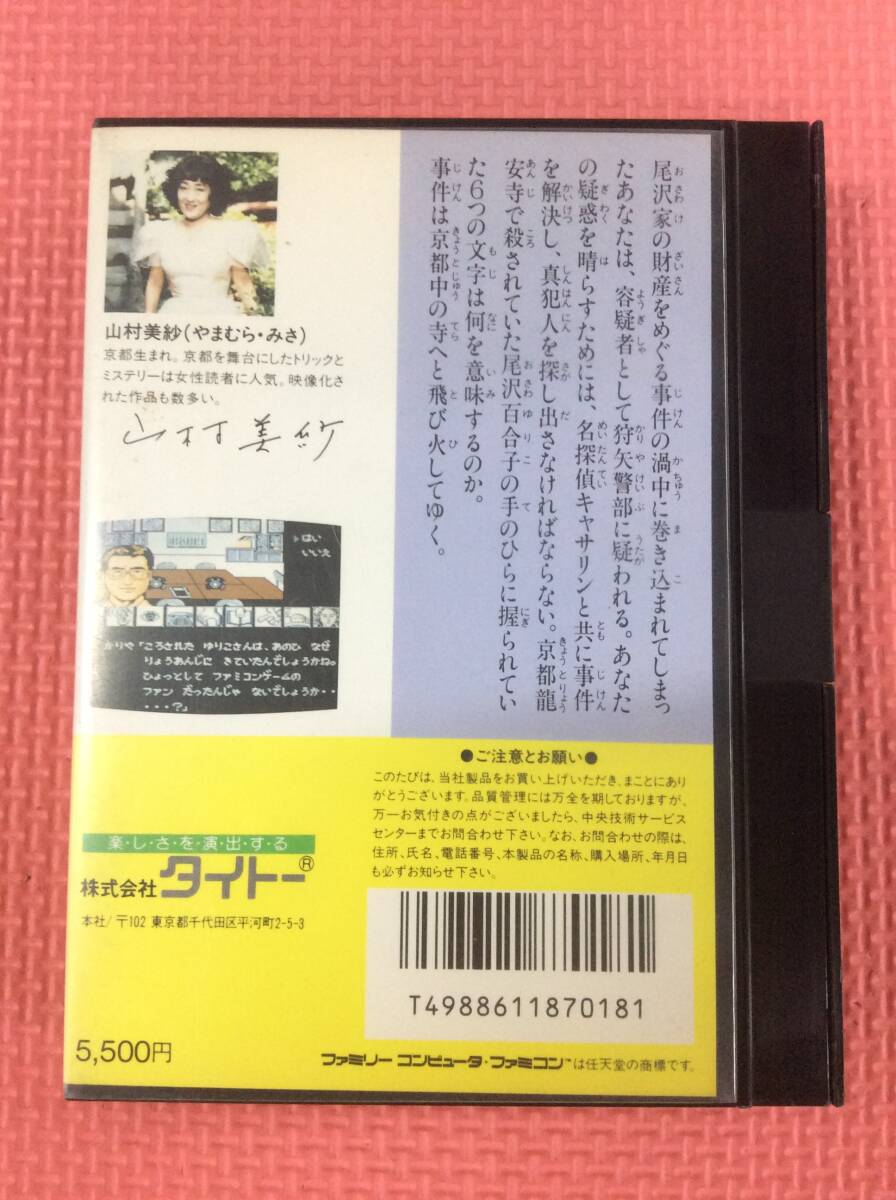 尾沢家の財産をめぐる事件の渦中に巻き込まれてしまっ
たあなたは、容疑者として狩矢警部に疑われる。あなた
の疑惑を晴らすためには、名探偵キャサリンと共に事件
を解決し、真犯人を探し出さなければならない。京都龍
安寺で殺されていた尾沢百合子の手のひらに握られてい
た6つの文字は何を意味するのか。
事件は京都中の寺へと飛び火してゆく。
山村美紗(やまむら・みさ)
京都生まれ。京都を舞台にしたトリックと
ミステリーは女性読者に人気。映像化さ
れた作品も数多い。
山村美紗
はい
いいえ
かりや「ころされた ゆりこさんは、あのひ なぜ
りょうあんじに きていたんでしょうかね。
ひょっとして ファミコンゲームの
ファン だったんじゃ ないでしょうか・・
・・・?」
●ご注意とお願い●
このたびは、当社製品をお買い上げいただき、まことにあり
がとうございます。品質管理には万全を期しておりますが、
万一お気付きの点がございましたら、中央技術サービス
センターまでお問合わせ下さい。なお、お問合わせの際は、
住所、氏名、電話番号、本製品の名称、購入場所、年月日
も必ずお知らせ下さい。
楽・し・さ・を・演・出・す・る
株式会社 タイトー®
本社/〒102 東京都千代田区平河町2-5-3
T4988611870181
5,500円
ファミリー コンピュータ・ファミコン™は任天堂の商標です。